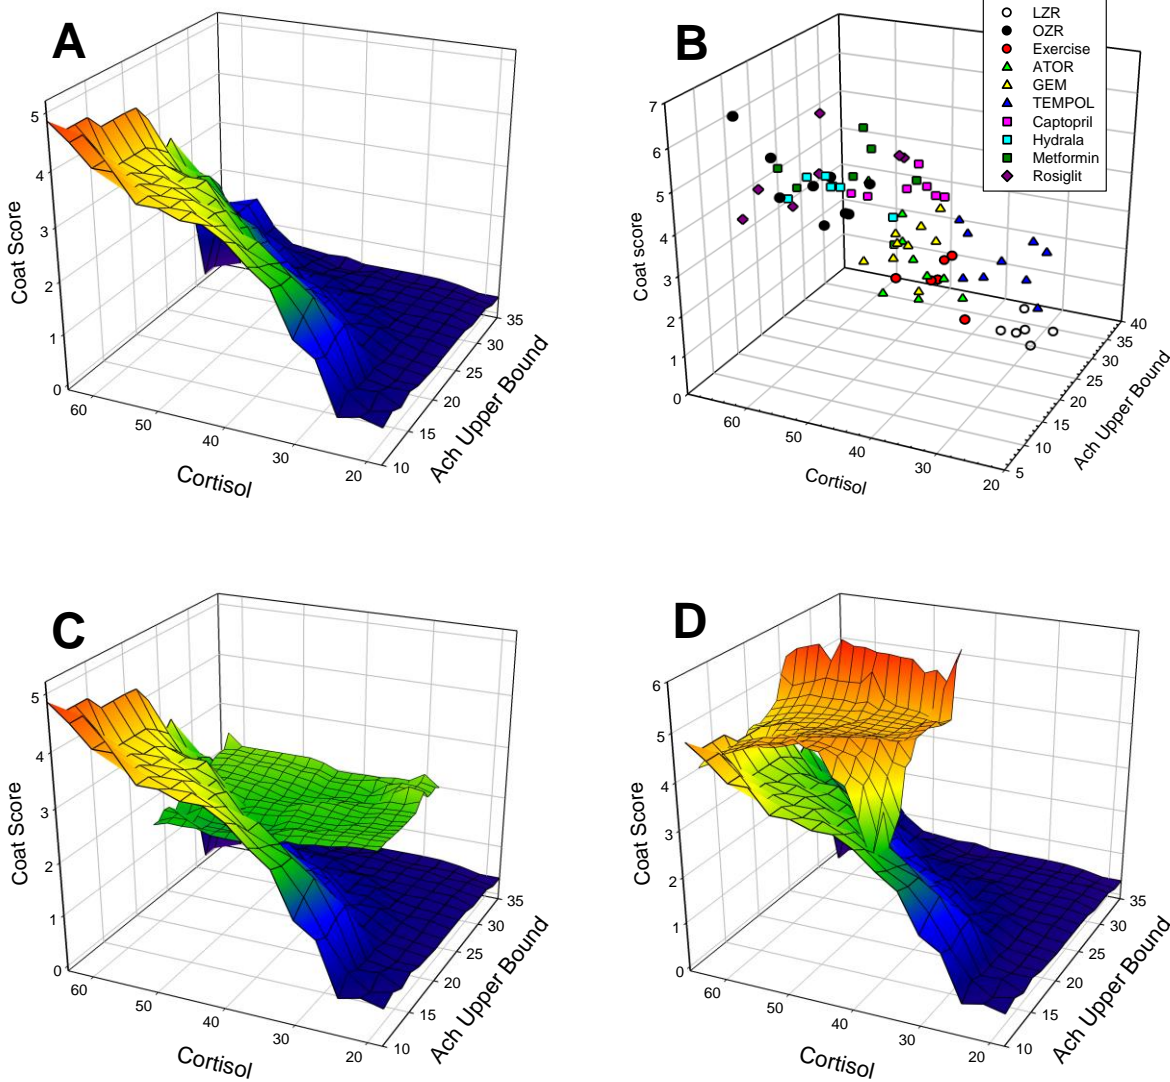 A
5
4
3
2
1
0
Coat Score
60
50
40
30
20
Cortisol
10
15
20
25
30
35
Ach Upper Bound
B
LZR
OZR
Exercise
ATOR
GEM
TEMPOL
Captopril
Hydrala
Metformin
Rosiglit
7
6
5
4
3
2
1
0
Coat score
60
50
40
30
20
Cortisol
5
10
15
20
25
30
35
40
Ach Upper Bound
C
5
4
3
2
1
0
Coat Score
60
50
40
30
20
Cortisol
10
15
20
25
30
35
Ach Upper Bound
D
6
5
4
3
2
1
0
Coat Score
60
50
40
30
20
Cortisol
10
15
20
25
30
35
Ach Upper Bound